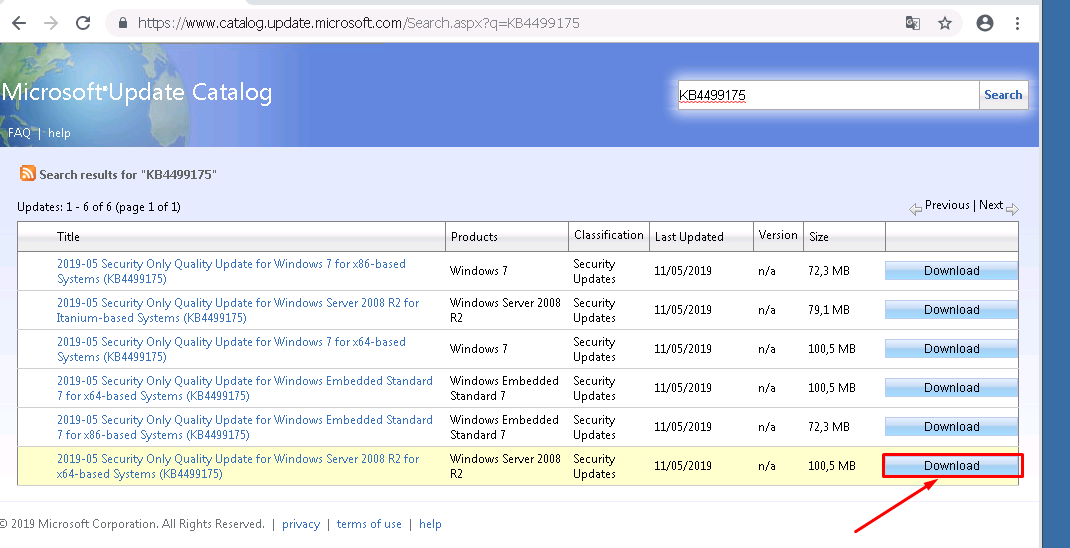 https://www.catalog.update.microsoft.com/Search.aspx?q=KB4499175
Microsoft®Update Catalog
KB4499175
Search
FAQ | help
Search results for "KB4499175"
Updates: 1 - 6 of 6 (page 1 of 1)
Previous | Next
Title Products Classification Last Updated Version Size
2019-05 Security Only Quality Update for Windows 7 for x86-based
Systems (KB4499175)
Windows 7
Security
Updates
11/05/2019
n/a
72,3 MB
Download
2019-05 Security Only Quality Update for Windows Server 2008 R2 for
Itanium-based Systems (KB4499175)
Windows Server 2008
R2
Security
Updates
11/05/2019
n/a
79,1 MB
Download
2019-05 Security Only Quality Update for Windows 7 for x64-based
Systems (KB4499175)
Windows 7
Security
Updates
11/05/2019
n/a
100,5 MB
Download
2019-05 Security Only Quality Update for Windows Embedded Standard
7 for x64-based Systems (KB4499175)
Windows Embedded
Standard 7
Security
Updates
11/05/2019
n/a
100,5 MB
Download
2019-05 Security Only Quality Update for Windows Embedded Standard
7 for x86-based Systems (KB4499175)
Windows Embedded
Standard 7
Security
Updates
11/05/2019
n/a
72,3 MB
Download
2019-05 Security Only Quality Update for Windows Server 2008 R2 for
x64-based Systems (KB4499175)
Windows Server 2008
R2
Security
Updates
11/05/2019
n/a
100,5 MB
Download
© 2019 Microsoft Corporation. All Rights Reserved. | privacy | terms of use | help